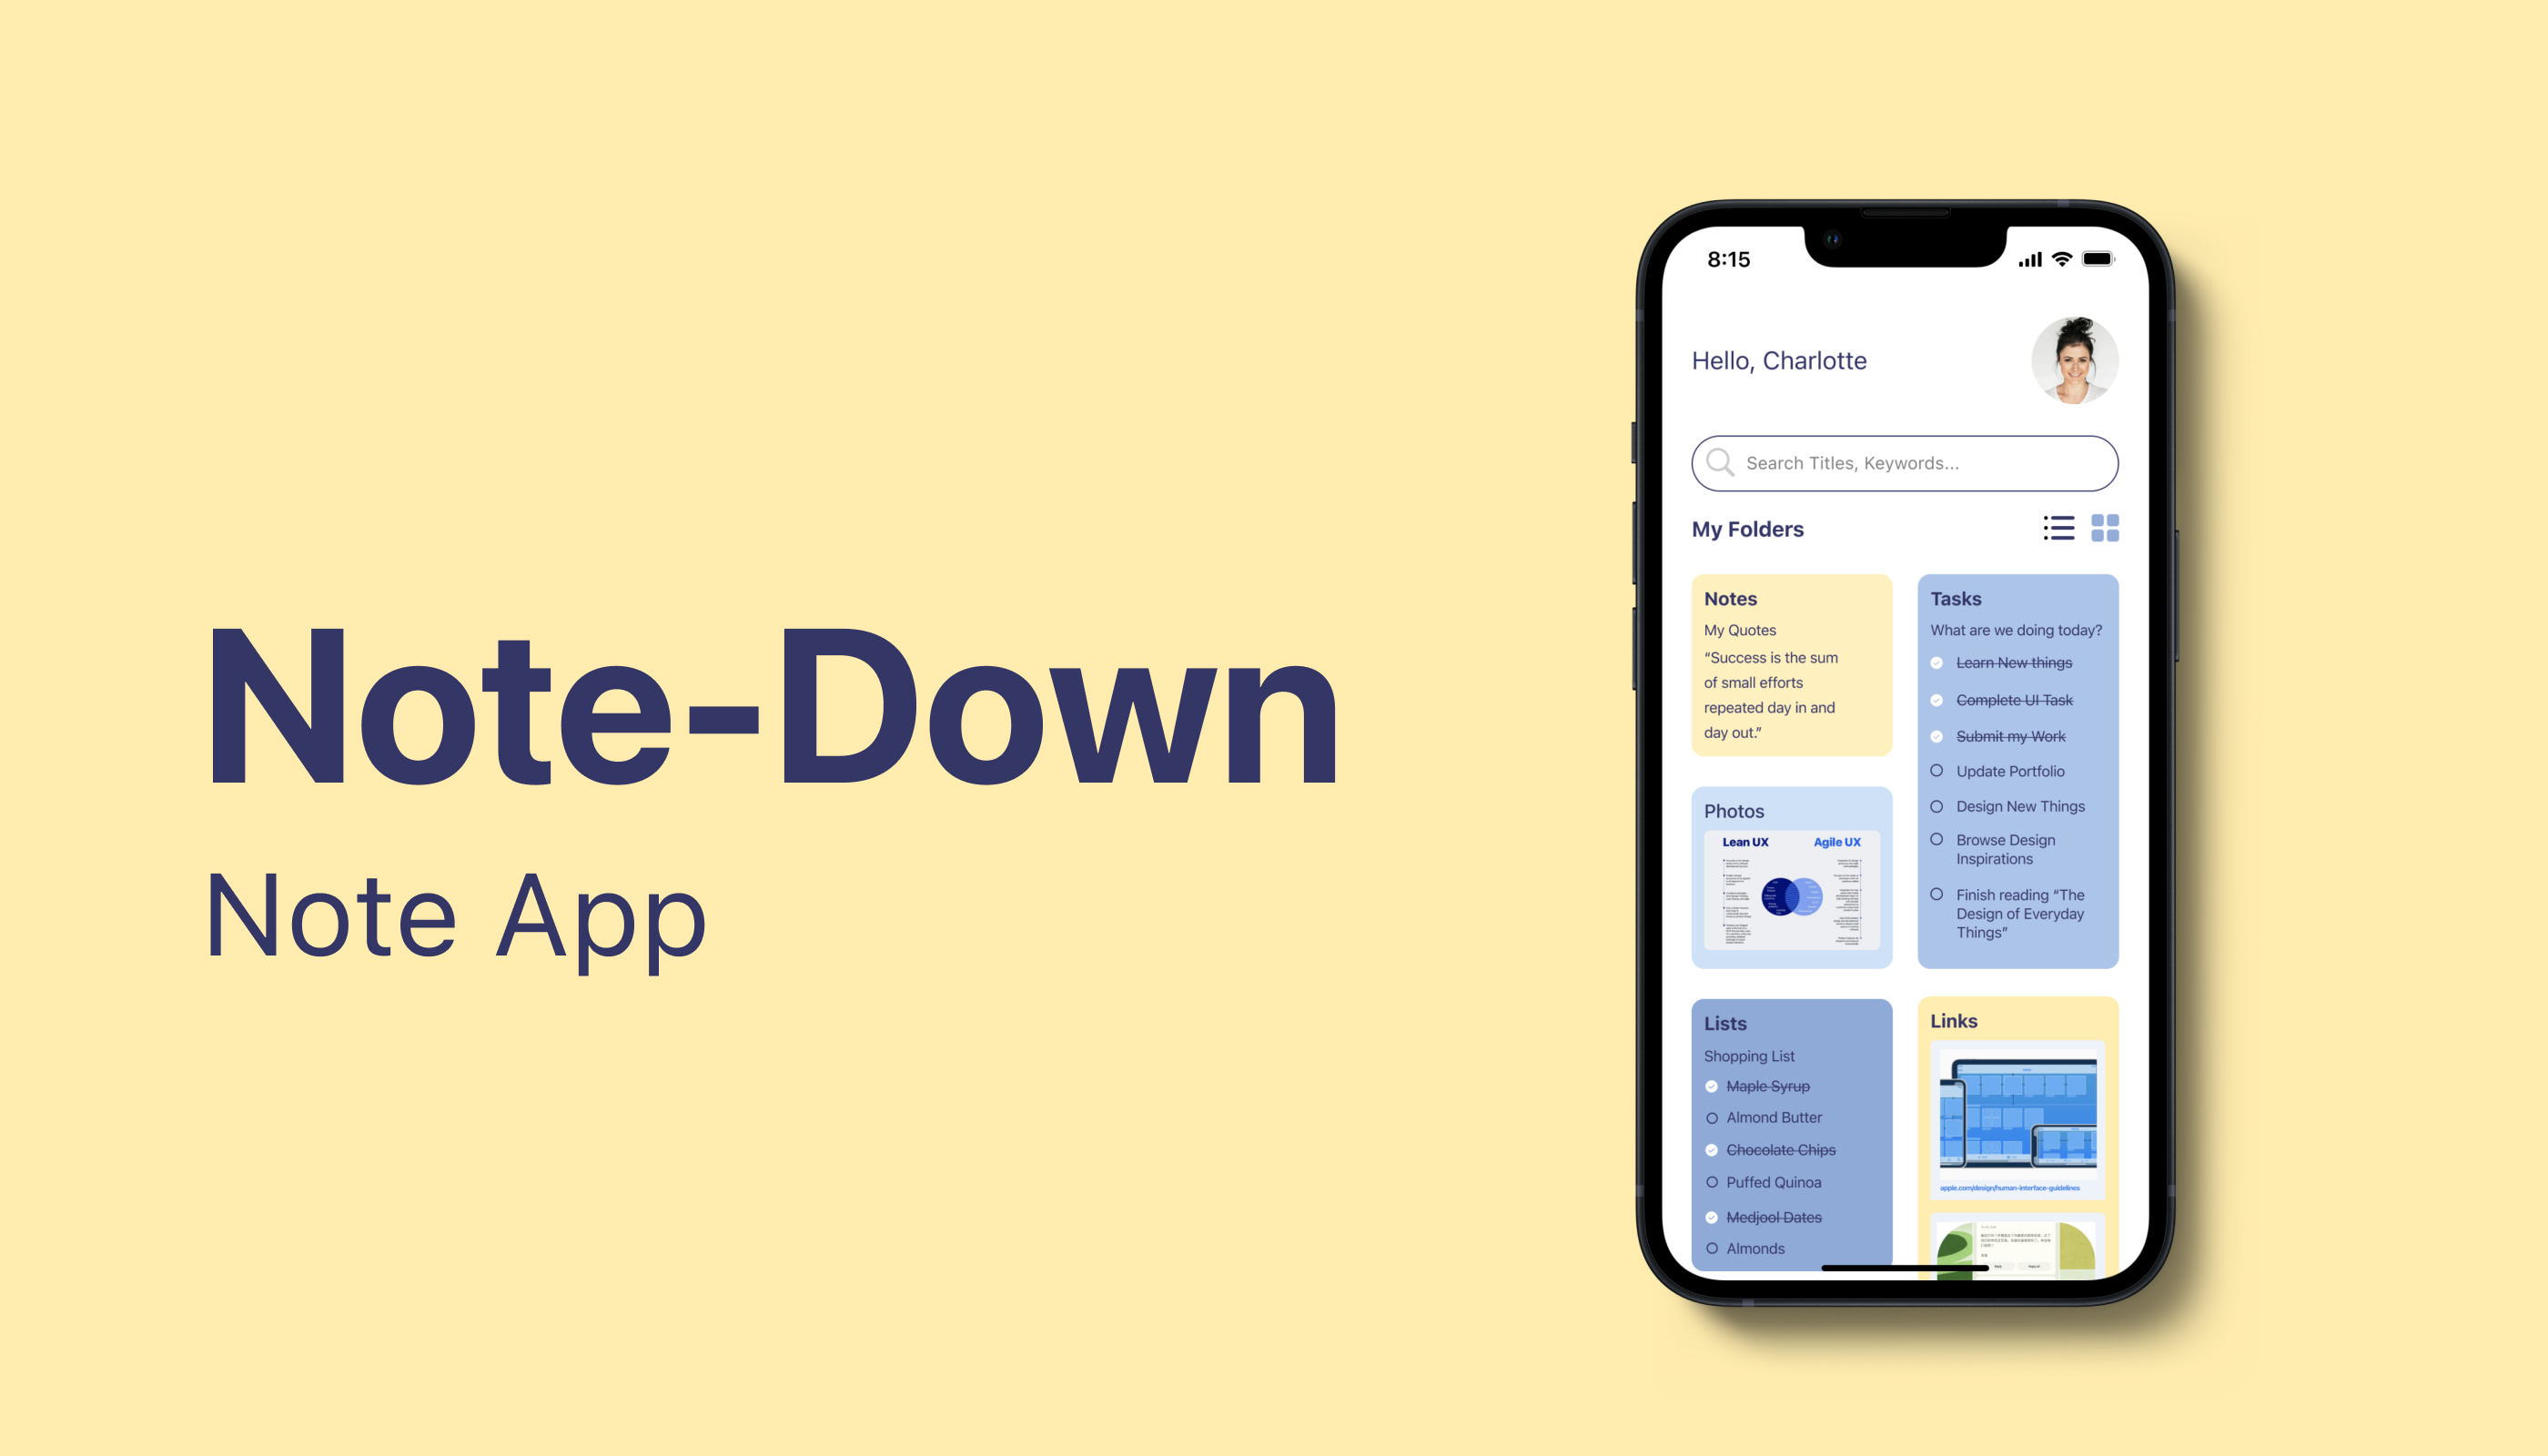 Note-Down
Note App
8:15
Hello, Charlotte
Search Titles, Keywords...
My Folders
Notes
My Quotes
“Success is the sum
of small efforts
repeated day in and
day out.”
Tasks
What are we doing today?
Learn New things
Complete UI Task
Submit my Work
Update Portfolio
Design New Things
Browse Design
Inspirations
Finish reading “The
Design of Everyday
Things”
Photos
Lean UX
Agile UX
Lists
Shopping List
Maple Syrup
Almond Butter
Chocolate Chips
Puffed Quinoa
Medjool Dates
Almonds
Links
apple.com/design/human-interface-guidelines